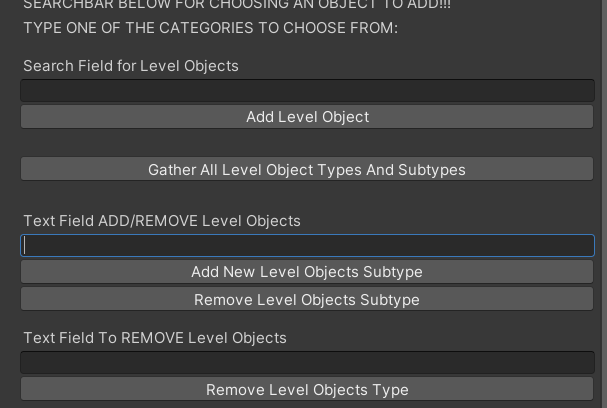 SEARCHBAR BELOW FOR CHOOSING AN OBJECT TO ADD!!!
TYPE ONE OF THE CATEGORIES TO CHOOSE FROM:
Search Field for Level Objects
Add Level Object
Gather All Level Object Types And Subtypes
Text Field ADD/REMOVE Level Objects
Add New Level Objects Subtype
Remove Level Objects Subtype
Text Field To REMOVE Level Objects
Remove Level Objects Type